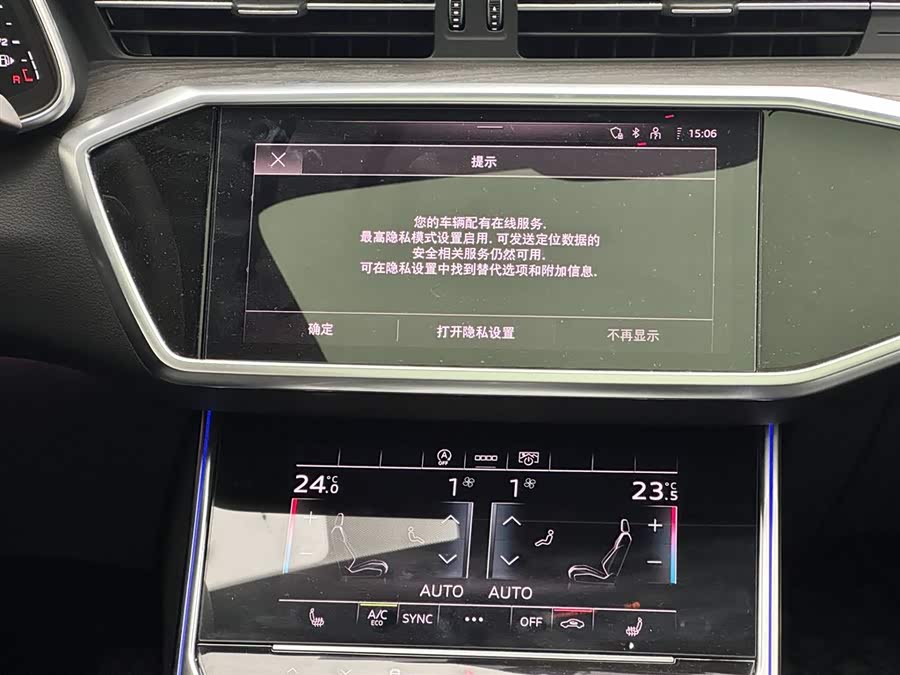 /2
R
15:06
提示
您的车辆配有在线服务.
最高隐私模式设置启用. 可发送定位数据的
安全相关服务仍然可用.
可在隐私设置中找到替代选项和附加信息.
确定
打开隐私设置
不再显示
A
OFF
24.0°C
1
1
23.5°C
AUTO
AUTO
A/C
ECO
SYNC
OFF